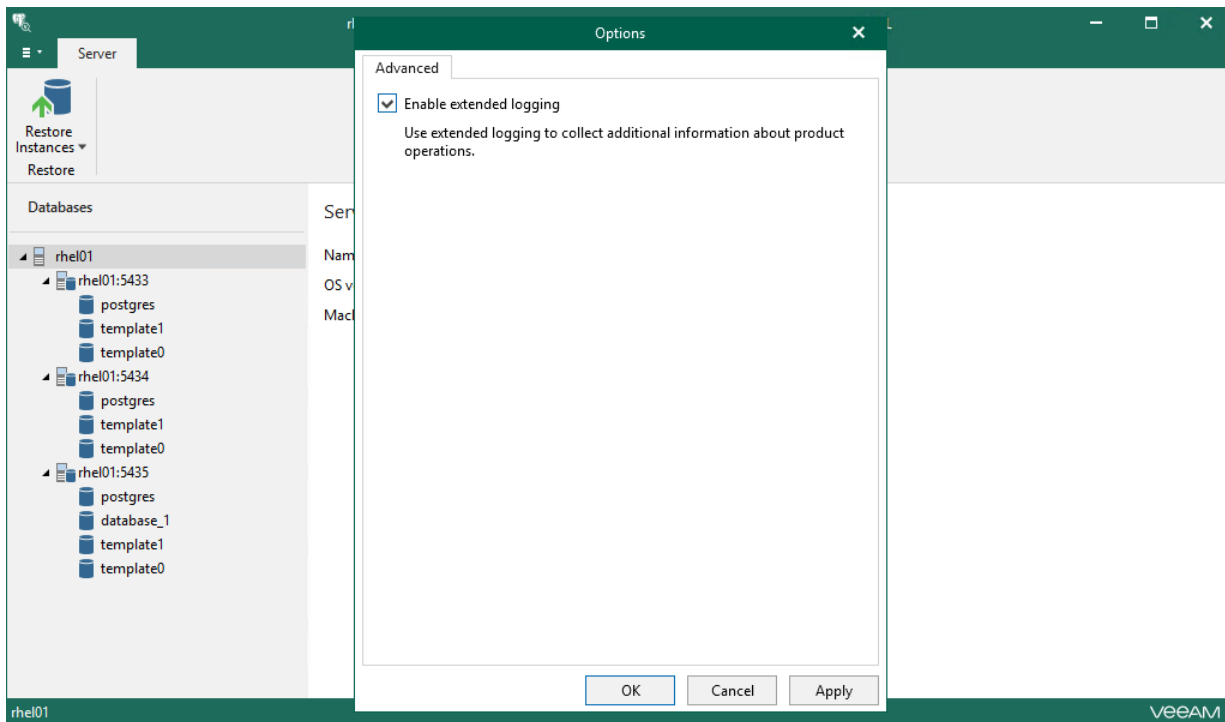 Options
Server
Advanced
Enable extended logging
Use extended logging to collect additional information about product
operations.
Restore
Instances
Restore
Databases
rhel01
rhel01:5433
postgres
template1
template0
rhel01:5434
postgres
template1
template0
rhel01:5435
postgres
database_1
template1
template0
OK
Cancel
Apply
rhel01
veeam